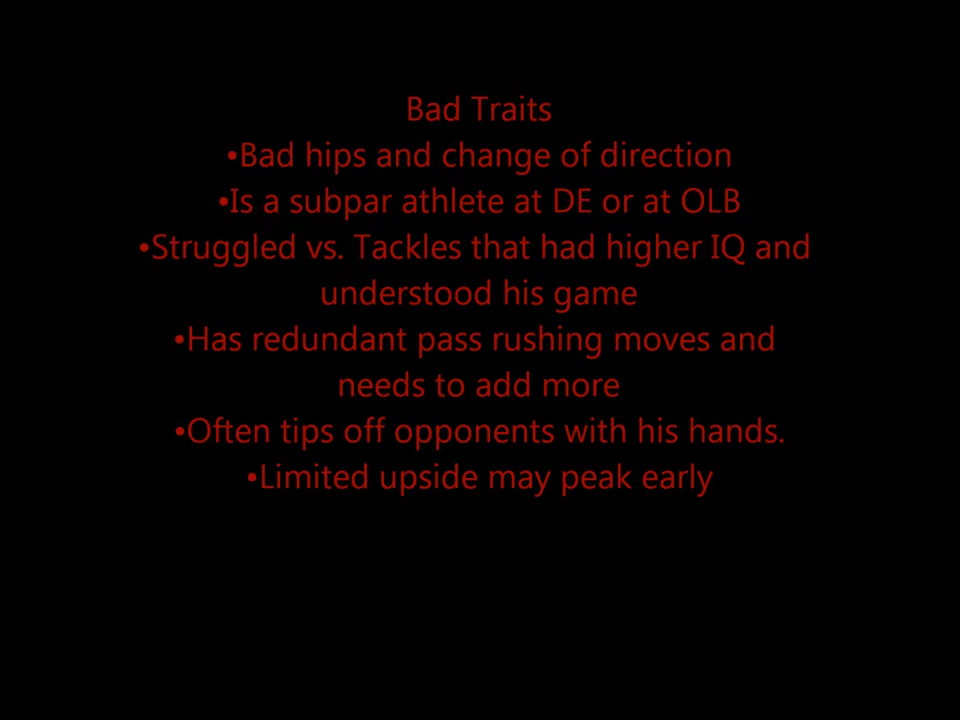 Bad Traits
•Bad hips and change of direction
•Is a subpar athlete at DE or at OLB
•Struggled vs. Tackles that had higher IQ and
understood his game
•Has redundant pass rushing moves and
needs to add more
•Often tips off opponents with his hands.
•Limited upside may peak early